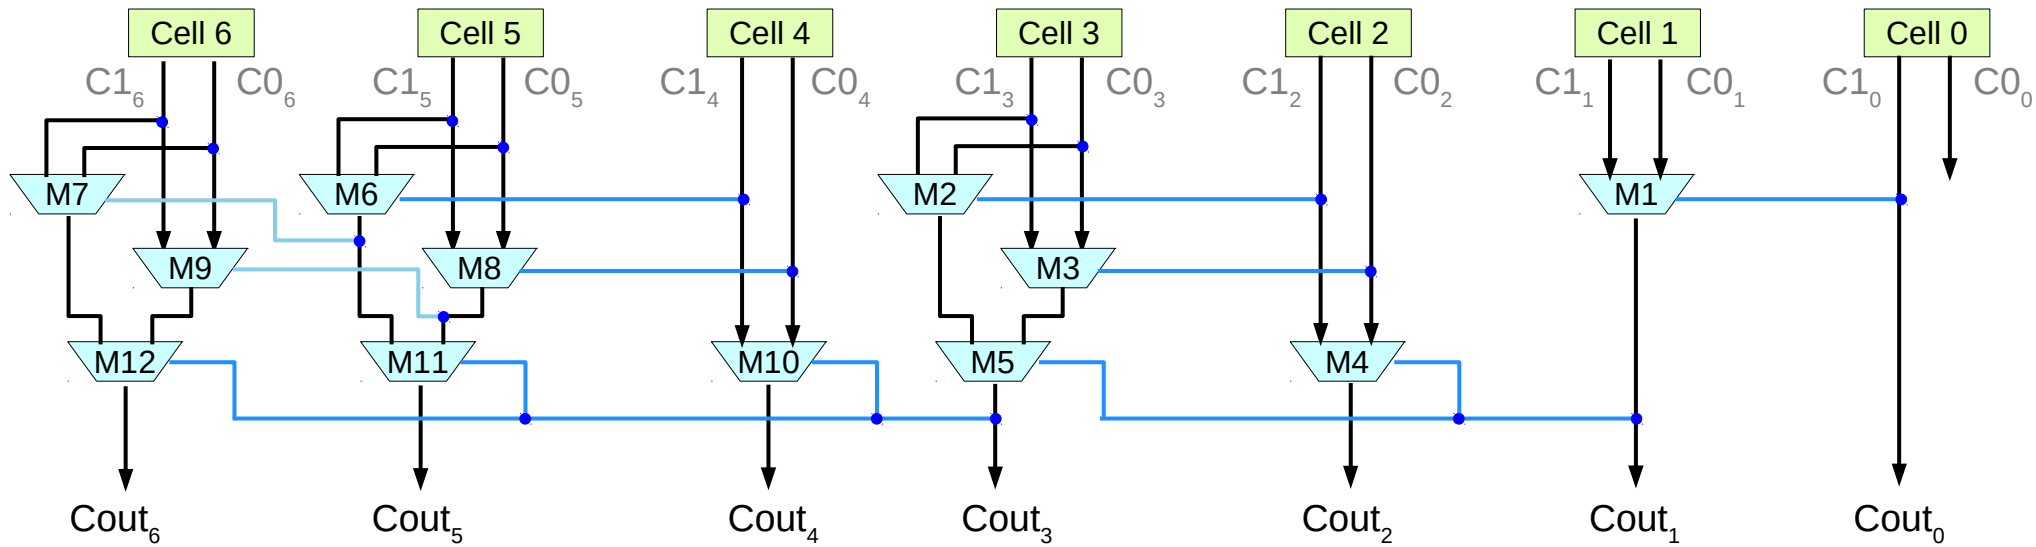 Cell 6 Cell 5 Cell 4 Cell 3 Cell 2 Cell 1 Cell 0
C1₆ C0₆ C1₅ C0₅ C1₄ C0₄ C1₃ C0₃ C1₂ C0₂ C1₁ C0₁ C1₀ C0₀
M7 M6 M2 M1
M9 M8 M3
M12 M11 M10 M5 M4
Cout₆ Cout₅ Cout₄ Cout₃ Cout₂ Cout₁ Cout₀